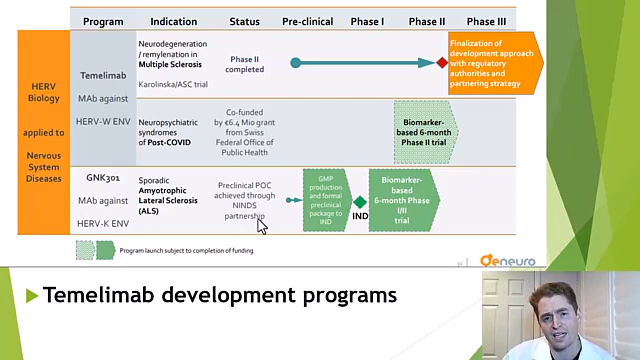 Program
Indication
Status
Pre-clinical
Phase I
Phase II
Phase III
HERV
Biology
applied to
Nervous
System
Diseases
Temelimab
MAb against
HERV-W ENV
Neurodegeneration
/ remylenation in
Multiple Sclerosis
Karolinska/ASC trial
Phase II
completed
Finalization of
development approach
with regulatory
authorities and
partnering strategy
Neuropsychiatric
syndromes
of Post-COVID
Co-funded
by €6.4 Mio grant
from Swiss
Federal Office of
Public Health
Biomarker-
based 6-month
Phase II trial
GNK301
MAb against
HERV-K ENV
Sporadic
Amyotrophic
Lateral Sclerosis
(ALS)
Preclinical POC
achieved through
NINDS
partnership
GMP
production and
formal
preclinical
package to
IND
IND
Biomarker-
based
6-month Phase
I/II
trial
Program launch subject to completion of funding
Geneuro
Temelimab development programs